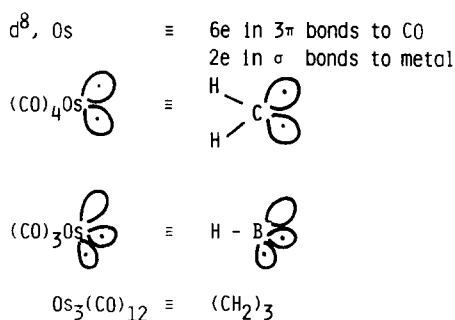 d⁸, Os ≡ 6e in 3π bonds to CO
2e in σ bonds to metal
(CO)₄Os ≡ H C
H
(CO)₃Os ≡ H - B
Os₃(CO)₁₂ ≡ (CH₂)₃